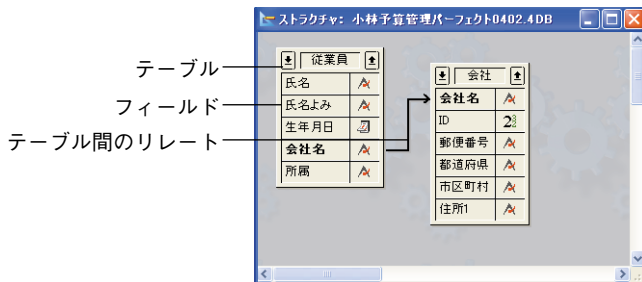 ストラクチャ: 小林予算管理パーフェクト0402.4DB
テーブル
フィールド
テーブル間のリレート
従業員
氏名
氏名よみ
生年月日
会社名
所属
会社
会社名
ID
郵便番号
都道府県
市区町村
住所1